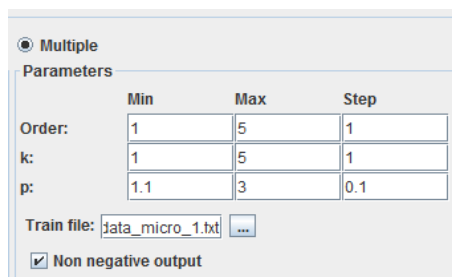 Multiple
Parameters
Min Max Step
Order: 1 5 1
k: 1 5 1
p: 1.1 3 0.1
Train file: data_micro_1.txt ...
Non negative output